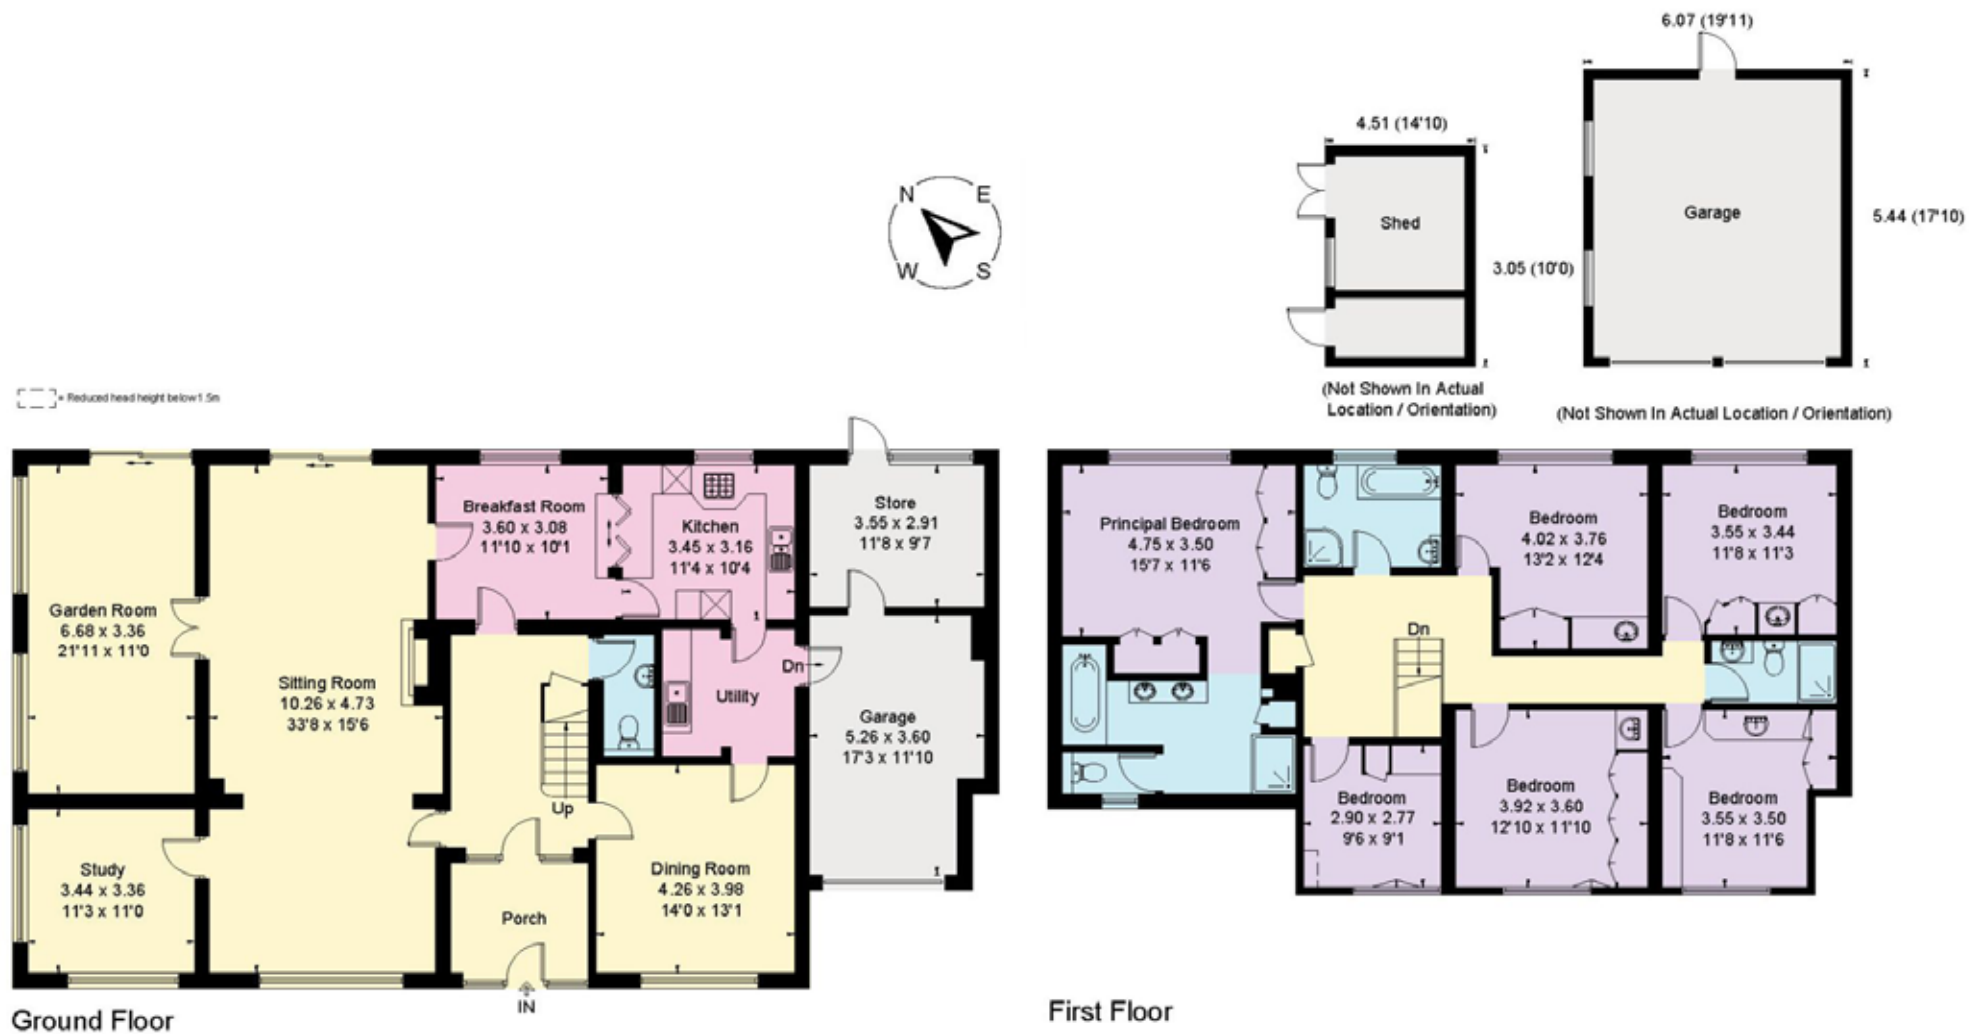 6.07 (19'11)
4.51 (14'10)
Shed
3.05 (10'0)
Garage
5.44 (17'10)
(Not Shown In Actual
Location / Orientation)
(Not Shown In Actual Location / Orientation)
N
E
W
S
= Reduced head height below 1.5m
Garden Room
6.68 x 3.36
21'11 x 11'0
Sitting Room
10.26 x 4.73
33'8 x 15'6
Breakfast Room
3.60 x 3.08
11'10 x 10'1
Kitchen
3.45 x 3.16
11'4 x 10'4
Store
3.55 x 2.91
11'8 x 9'7
Utility
Dn
Garage
5.26 x 3.60
17'3 x 11'10
Up
Study
3.44 x 3.36
11'3 x 11'0
Porch
Dining Room
4.26 x 3.98
14'0 x 13'1
IN
Ground Floor
Principal Bedroom
4.75 x 3.50
15'7 x 11'6
Bedroom
4.02 x 3.76
13'2 x 12'4
Bedroom
3.55 x 3.44
11'8 x 11'3
Dn
Bedroom
2.90 x 2.77
9'6 x 9'1
Bedroom
3.92 x 3.60
12'10 x 11'10
Bedroom
3.55 x 3.50
11'8 x 11'6
First Floor